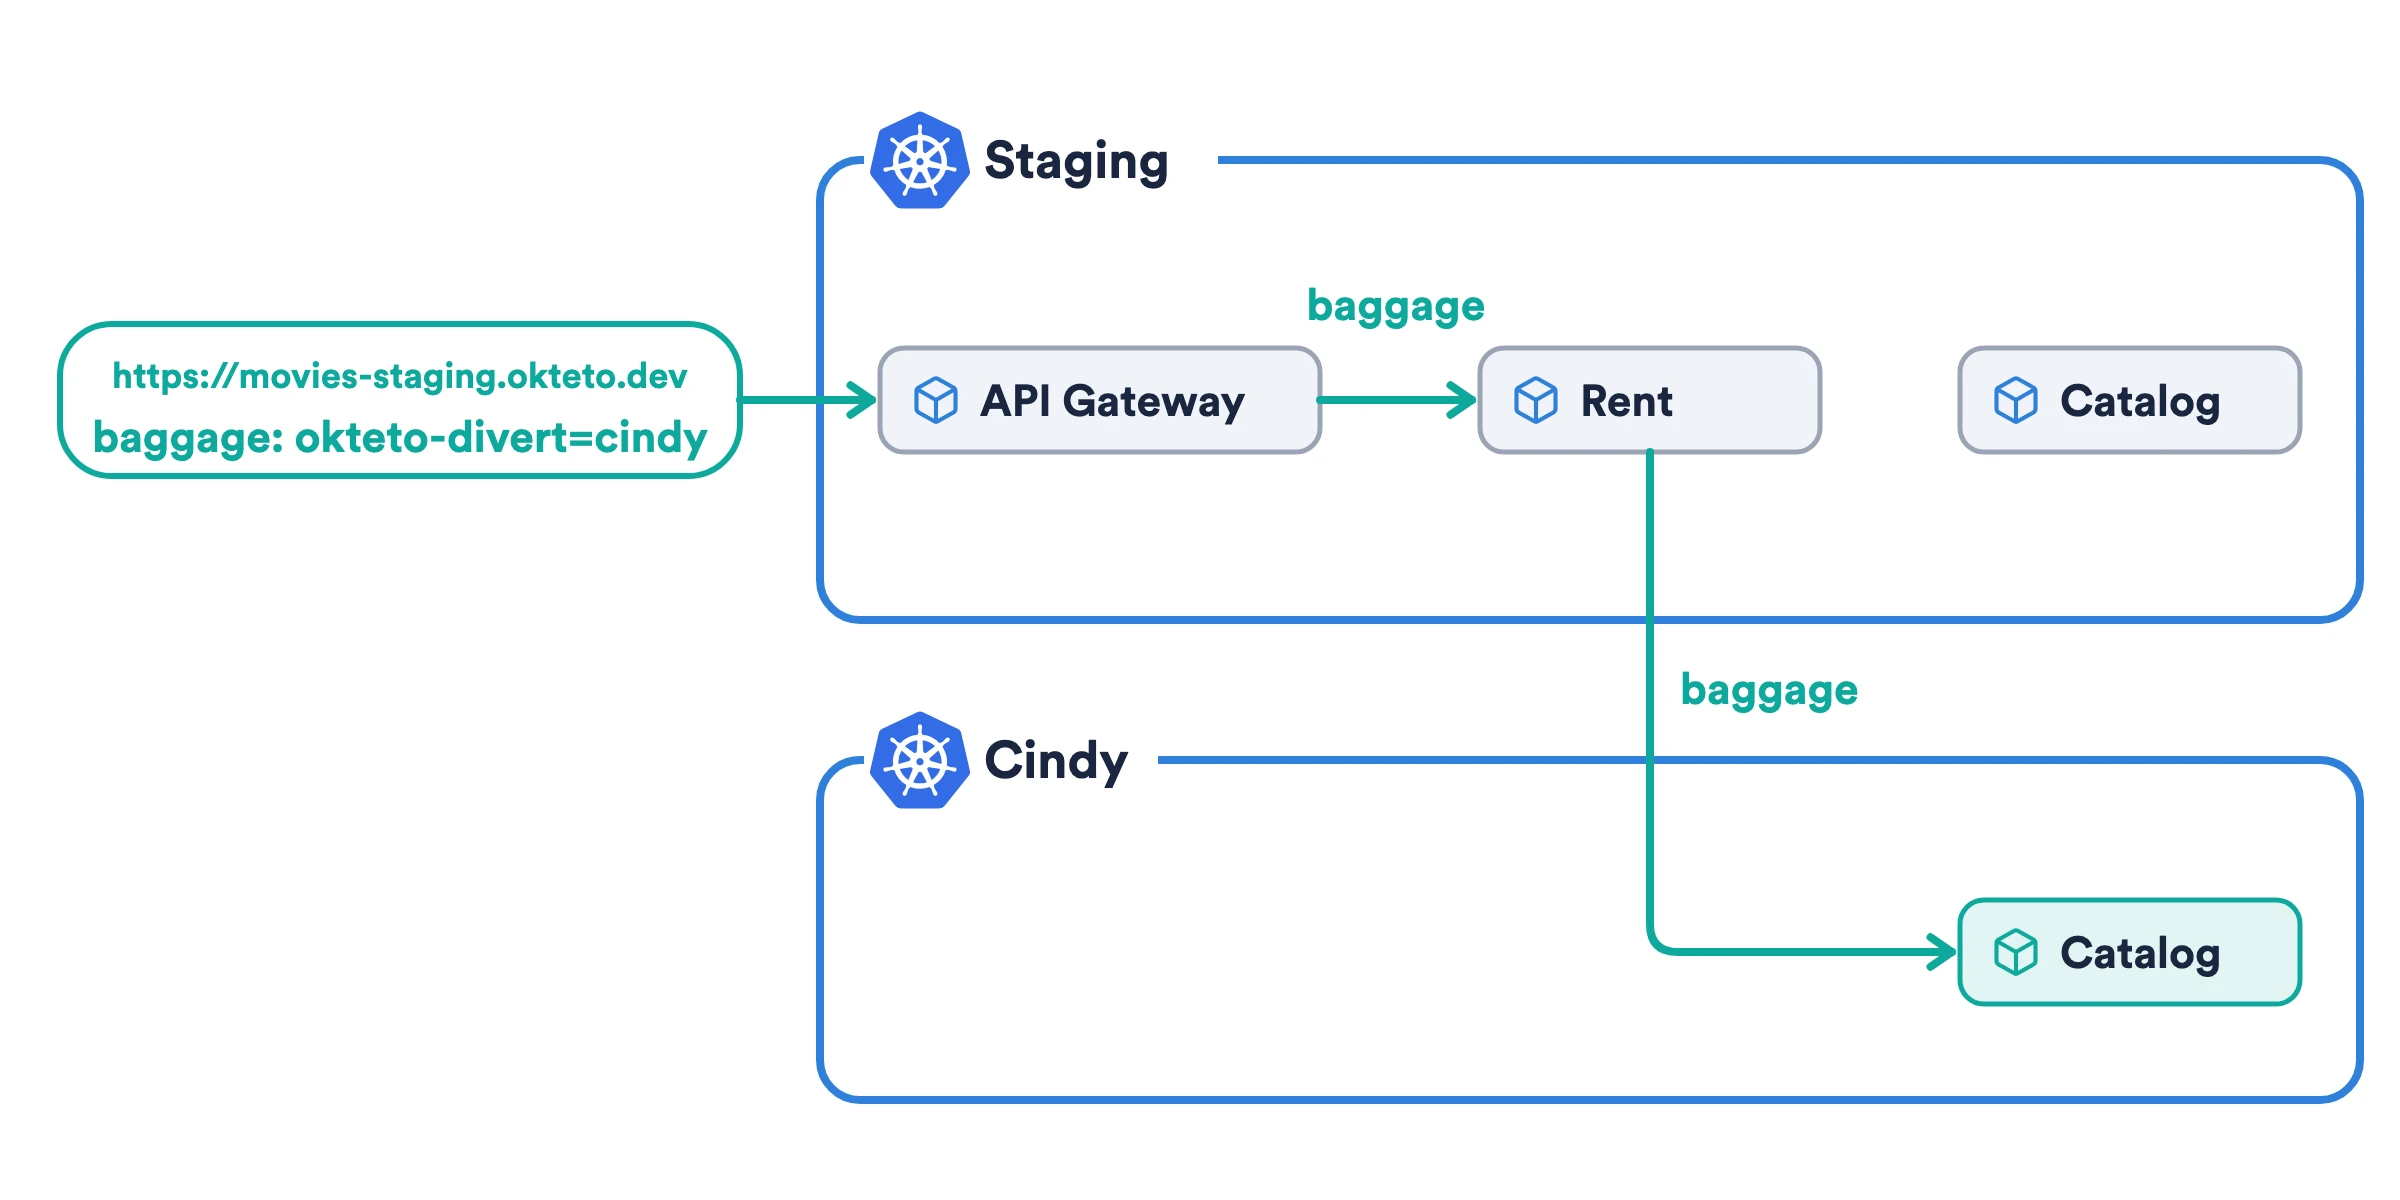 Staging
baggage
https://movies-staging.okteto.dev
baggage: okteto-divert=cindy
API Gateway
Rent
Catalog
baggage
Cindy
Catalog